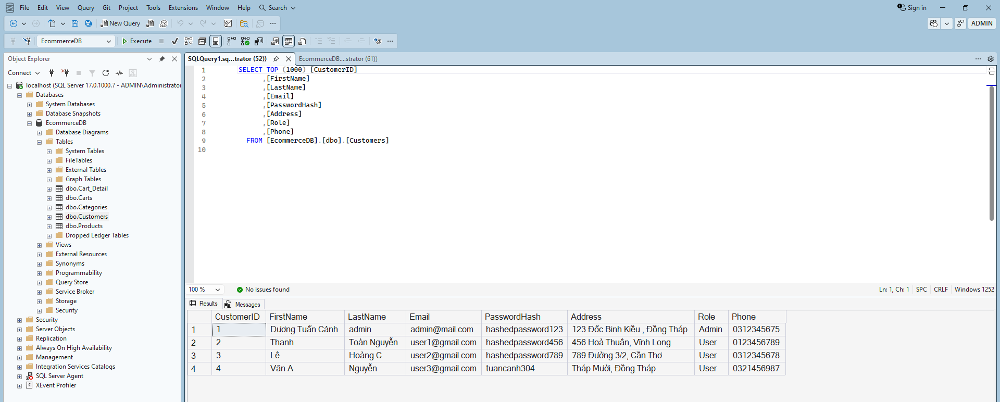 File Edit View Query Git Project Tools Extensions Window Help Search Sign in
New Query DAX ADMIN
EcommerceDB Execute
Object Explorer
Connect
localhost (SQL Server 17.0.1000.7 - ADMIN\Administrator
Databases
System Databases
Database Snapshots
EcommerceDB
Database Diagrams
Tables
System Tables
FileTables
External Tables
Graph Tables
dbo.Cart_Detail
dbo.Carts
dbo.Categories
dbo.Customers
dbo.Products
Dropped Ledger Tables
Views
External Resources
Synonyms
Programmability
Query Store
Service Broker
Storage
Security
Security
Server Objects
Replication
Always On High Availability
Management
Integration Services Catalogs
SQL Server Agent
XEvent Profiler
SQLQuery1.sq...trator (52)) EcommerceDB....strator (61))
1 SELECT TOP (1000) [CustomerID]
2 ,[FirstName]
3 ,[LastName]
4 ,[Email]
5 ,[PasswordHash]
6 ,[Address]
7 ,[Role]
8 ,[Phone]
9 FROM [EcommerceDB].[dbo].[Customers]
10
100 % No issues found Ln: 1, Ch: 1 SPC CRLF Windows 1252
Results Messages
CustomerID FirstName LastName Email PasswordHash Address Role Phone
1 1 Dương Tuấn Cảnh admin admin@mail.com hashedpassword123 123 Đốc Binh Kiều , Đồng Tháp Admin 0312345675
2 2 Thanh Toàn Nguyễn user1@gmail.com hashedpassword456 456 Hoà Thuận, Vĩnh Long User 0123456789
3 3 Lê Hoàng C user2@gmail.com hashedpassword789 789 Đường 3/2, Cần Thơ User 0312345678
4 4 Văn A Nguyễn user3@gmail.com tuancanh304 Tháp Mười, Đồng Tháp User 0321456987